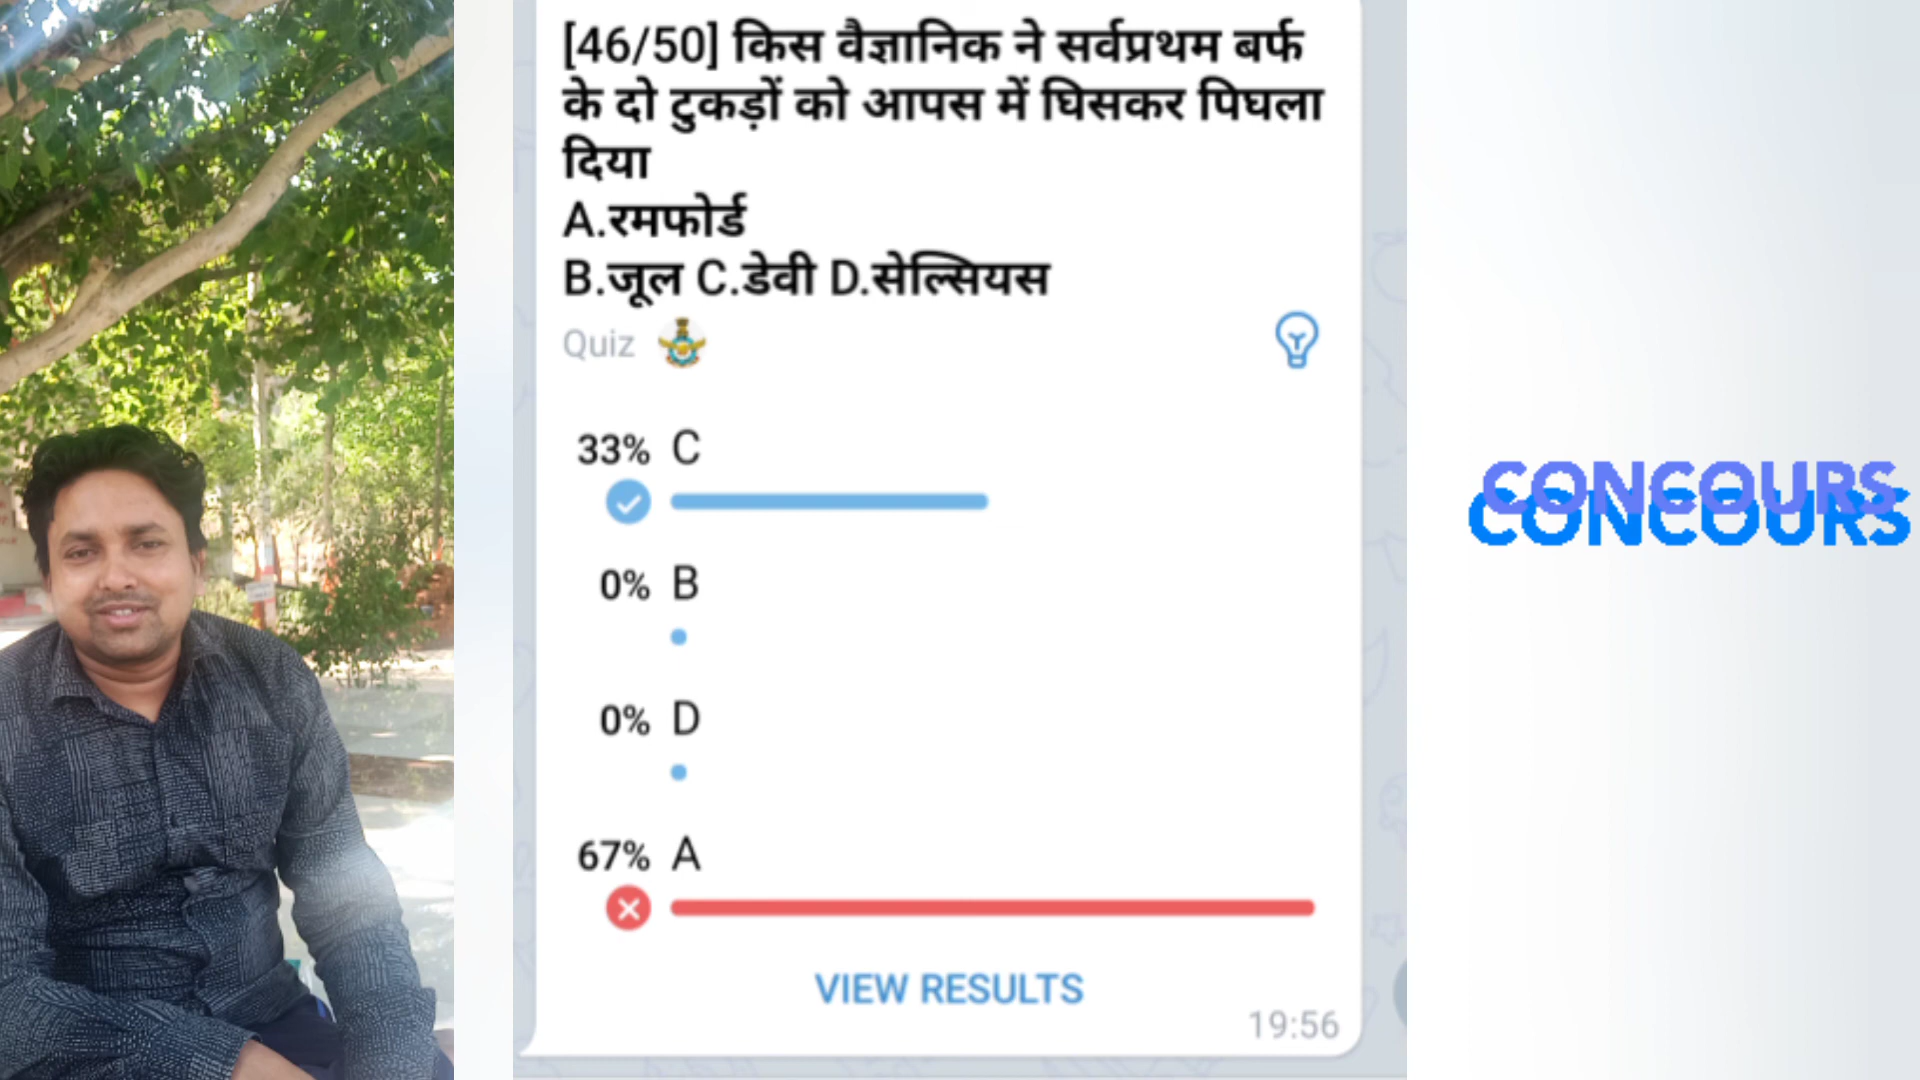 [46/50] किस वैज्ञानिक ने सर्वप्रथम बर्फ
के दो टुकड़ों को आपस में घिसकर पिघला
दिया
A.रमफोर्ड
B.जूल C.डेवी D.सेल्सियस
Quiz
33% C
0% B
0% D
67% A
VIEW RESULTS
19:56
CONCOURS
CONCOURS